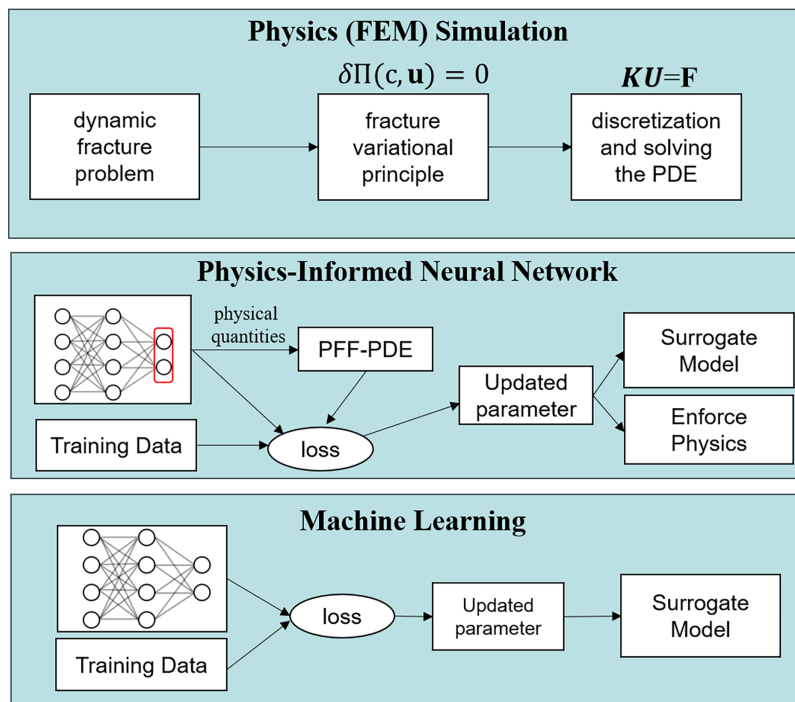 Physics (FEM) Simulation
δΠ(c, u) = 0
KU=F
dynamic
fracture
problem
fracture
variational
principle
discretization
and solving
the PDE
Physics-Informed Neural Network
physical
quantities
PFF-PDE
Training Data
loss
Updated
parameter
Surrogate
Model
Enforce
Physics
Machine Learning
Training Data
loss
Updated
parameter
Surrogate
Model